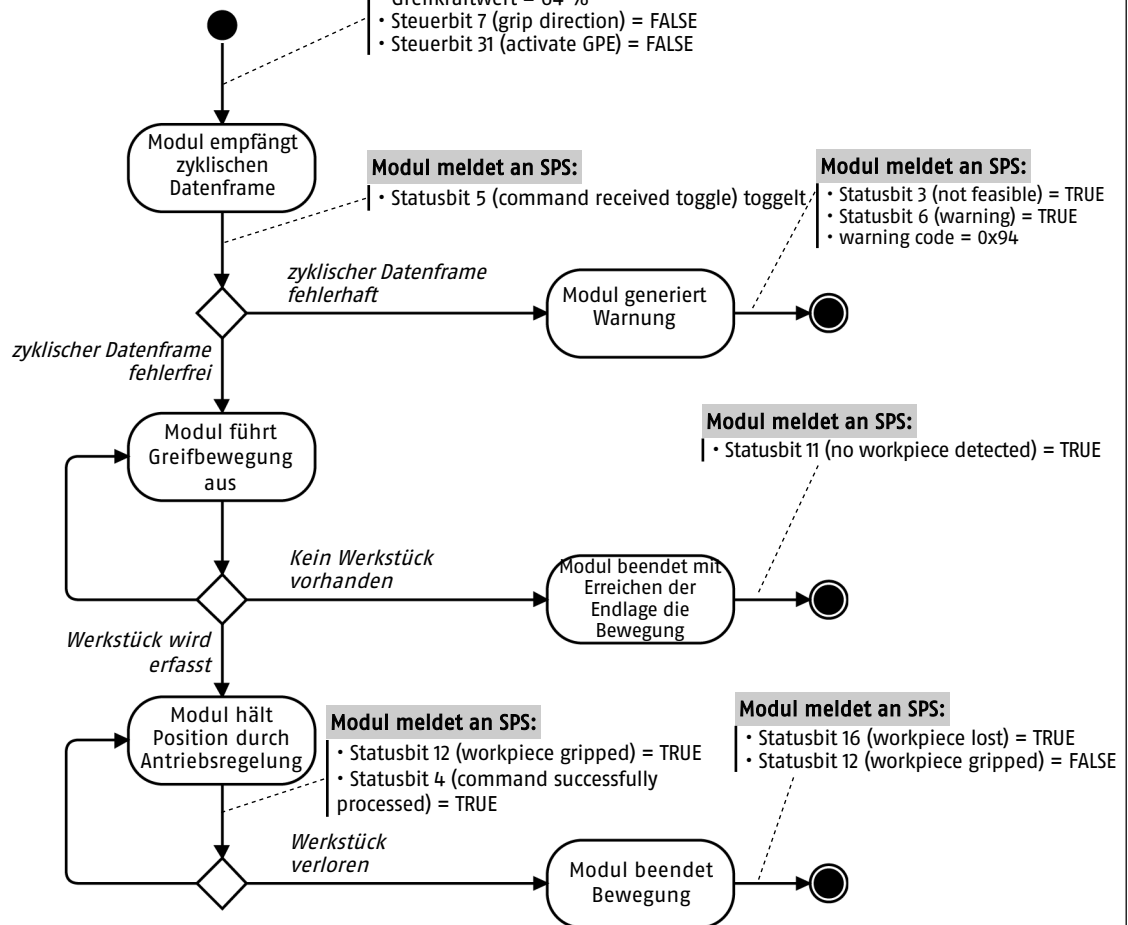 Greifkraftwert = 64 %
• Steuerbit 7 (grip direction) = FALSE
• Steuerbit 31 (activate GPE) = FALSE
Modul empfängt
zyklischen
Datenframe
Modul meldet an SPS:
• Statusbit 5 (command received toggle) toggelt
Modul meldet an SPS:
• Statusbit 3 (not feasible) = TRUE
• Statusbit 6 (warning) = TRUE
• warning code = 0x94
zyklischer Datenframe
fehlerhaft
Modul generiert
Warnung
zyklischer Datenframe
fehlerfrei
Modul führt
Greifbewegung
aus
Modul meldet an SPS:
• Statusbit 11 (no workpiece detected) = TRUE
Kein Werkstück
vorhanden
Modul beendet mit
Erreichen der
Endlage die
Bewegung
Werkstück wird
erfasst
Modul hält
Position durch
Antriebsregelung
Modul meldet an SPS:
• Statusbit 12 (workpiece gripped) = TRUE
• Statusbit 4 (command successfully
processed) = TRUE
Modul meldet an SPS:
• Statusbit 16 (workpiece lost) = TRUE
• Statusbit 12 (workpiece gripped) = FALSE
Werkstück
verloren
Modul beendet
Bewegung